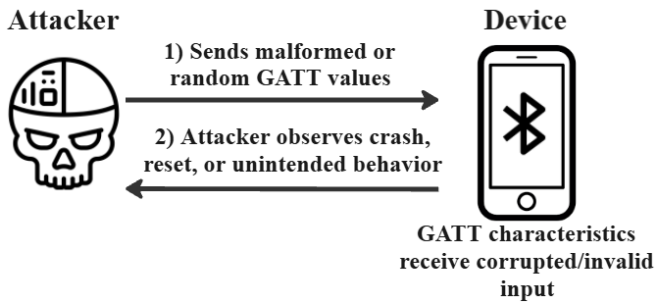 Attacker
Device
1) Sends malformed or
random GATT values
2) Attacker observes crash,
reset, or unintended behavior
GATT characteristics
receive corrupted/invalid
input